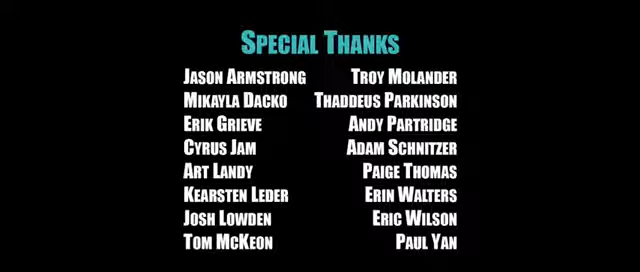 Special Thanks
Jason Armstrong Troy Molander
Mikayla Dacko Thaddeus Parkinson
Erik Grieve Andy Partridge
Cyrus Jam Adam Schnitzer
Art Landy Paige Thomas
Kearsten Leder Erin Walters
Josh Lowden Eric Wilson
Tom McKeon Paul Yan